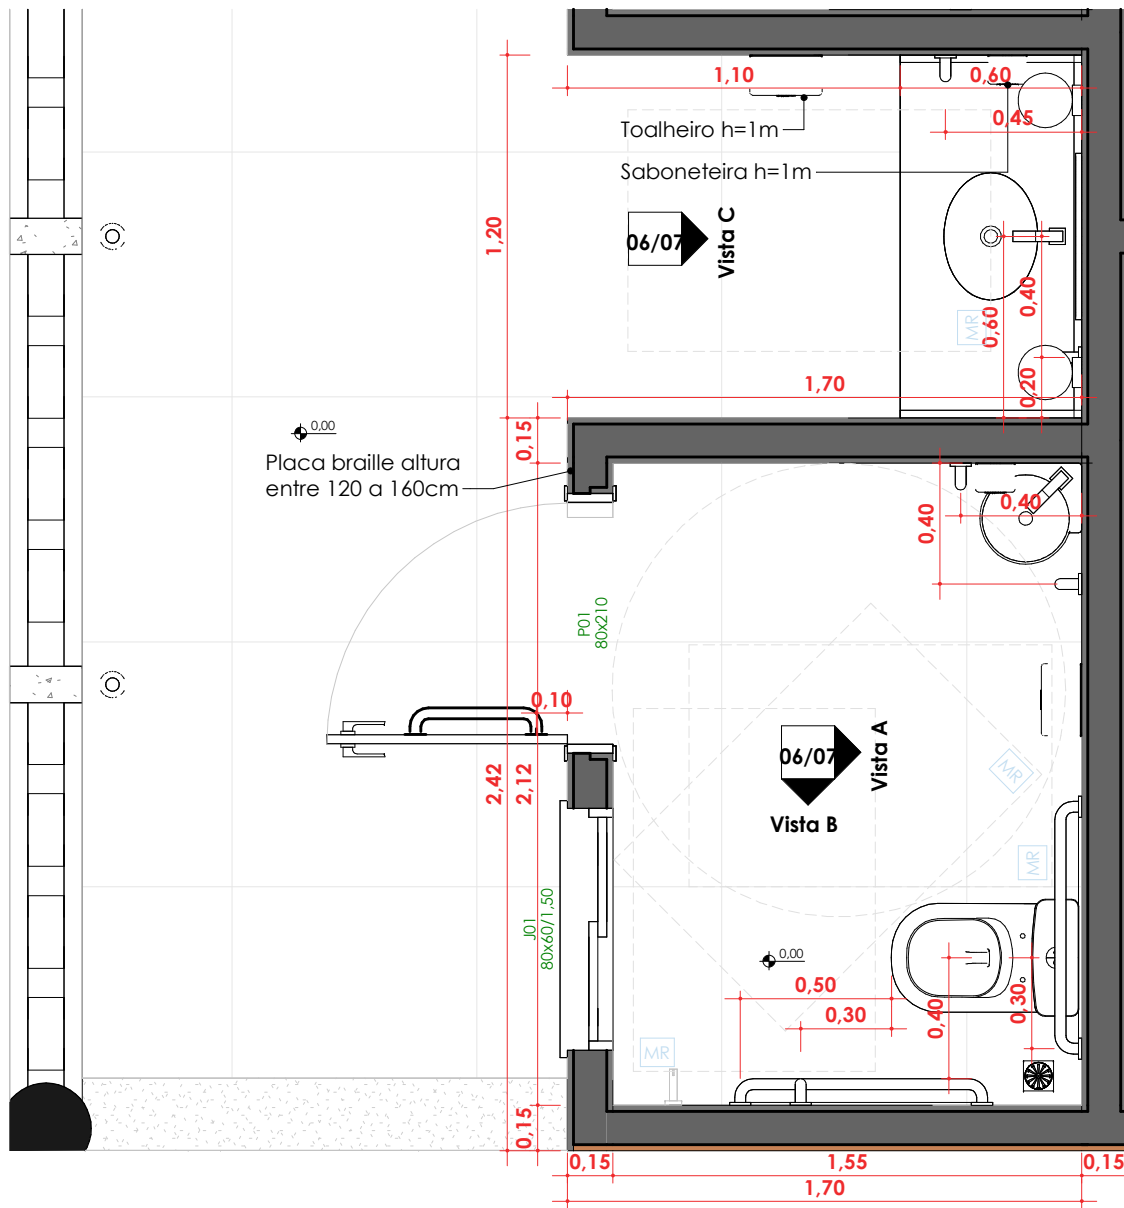 1,10
0,60
0,45
Toalheiro h=1m
Saboneteira h=1m
1,20
06/07
Vista C
0,40
0,60
MR
0,20
1,70
0,15
0,00
Placa braille altura
entre 120 a 160cm
0,40
0,40
P01
80x210
0,10
2,42
2,12
06/07
Vista A
Vista B
MR
MR
J01
80x60/1,50
0,00
0,50
0,30
0,40
0,30
MR
0,15
0,15
1,55
0,15
1,70